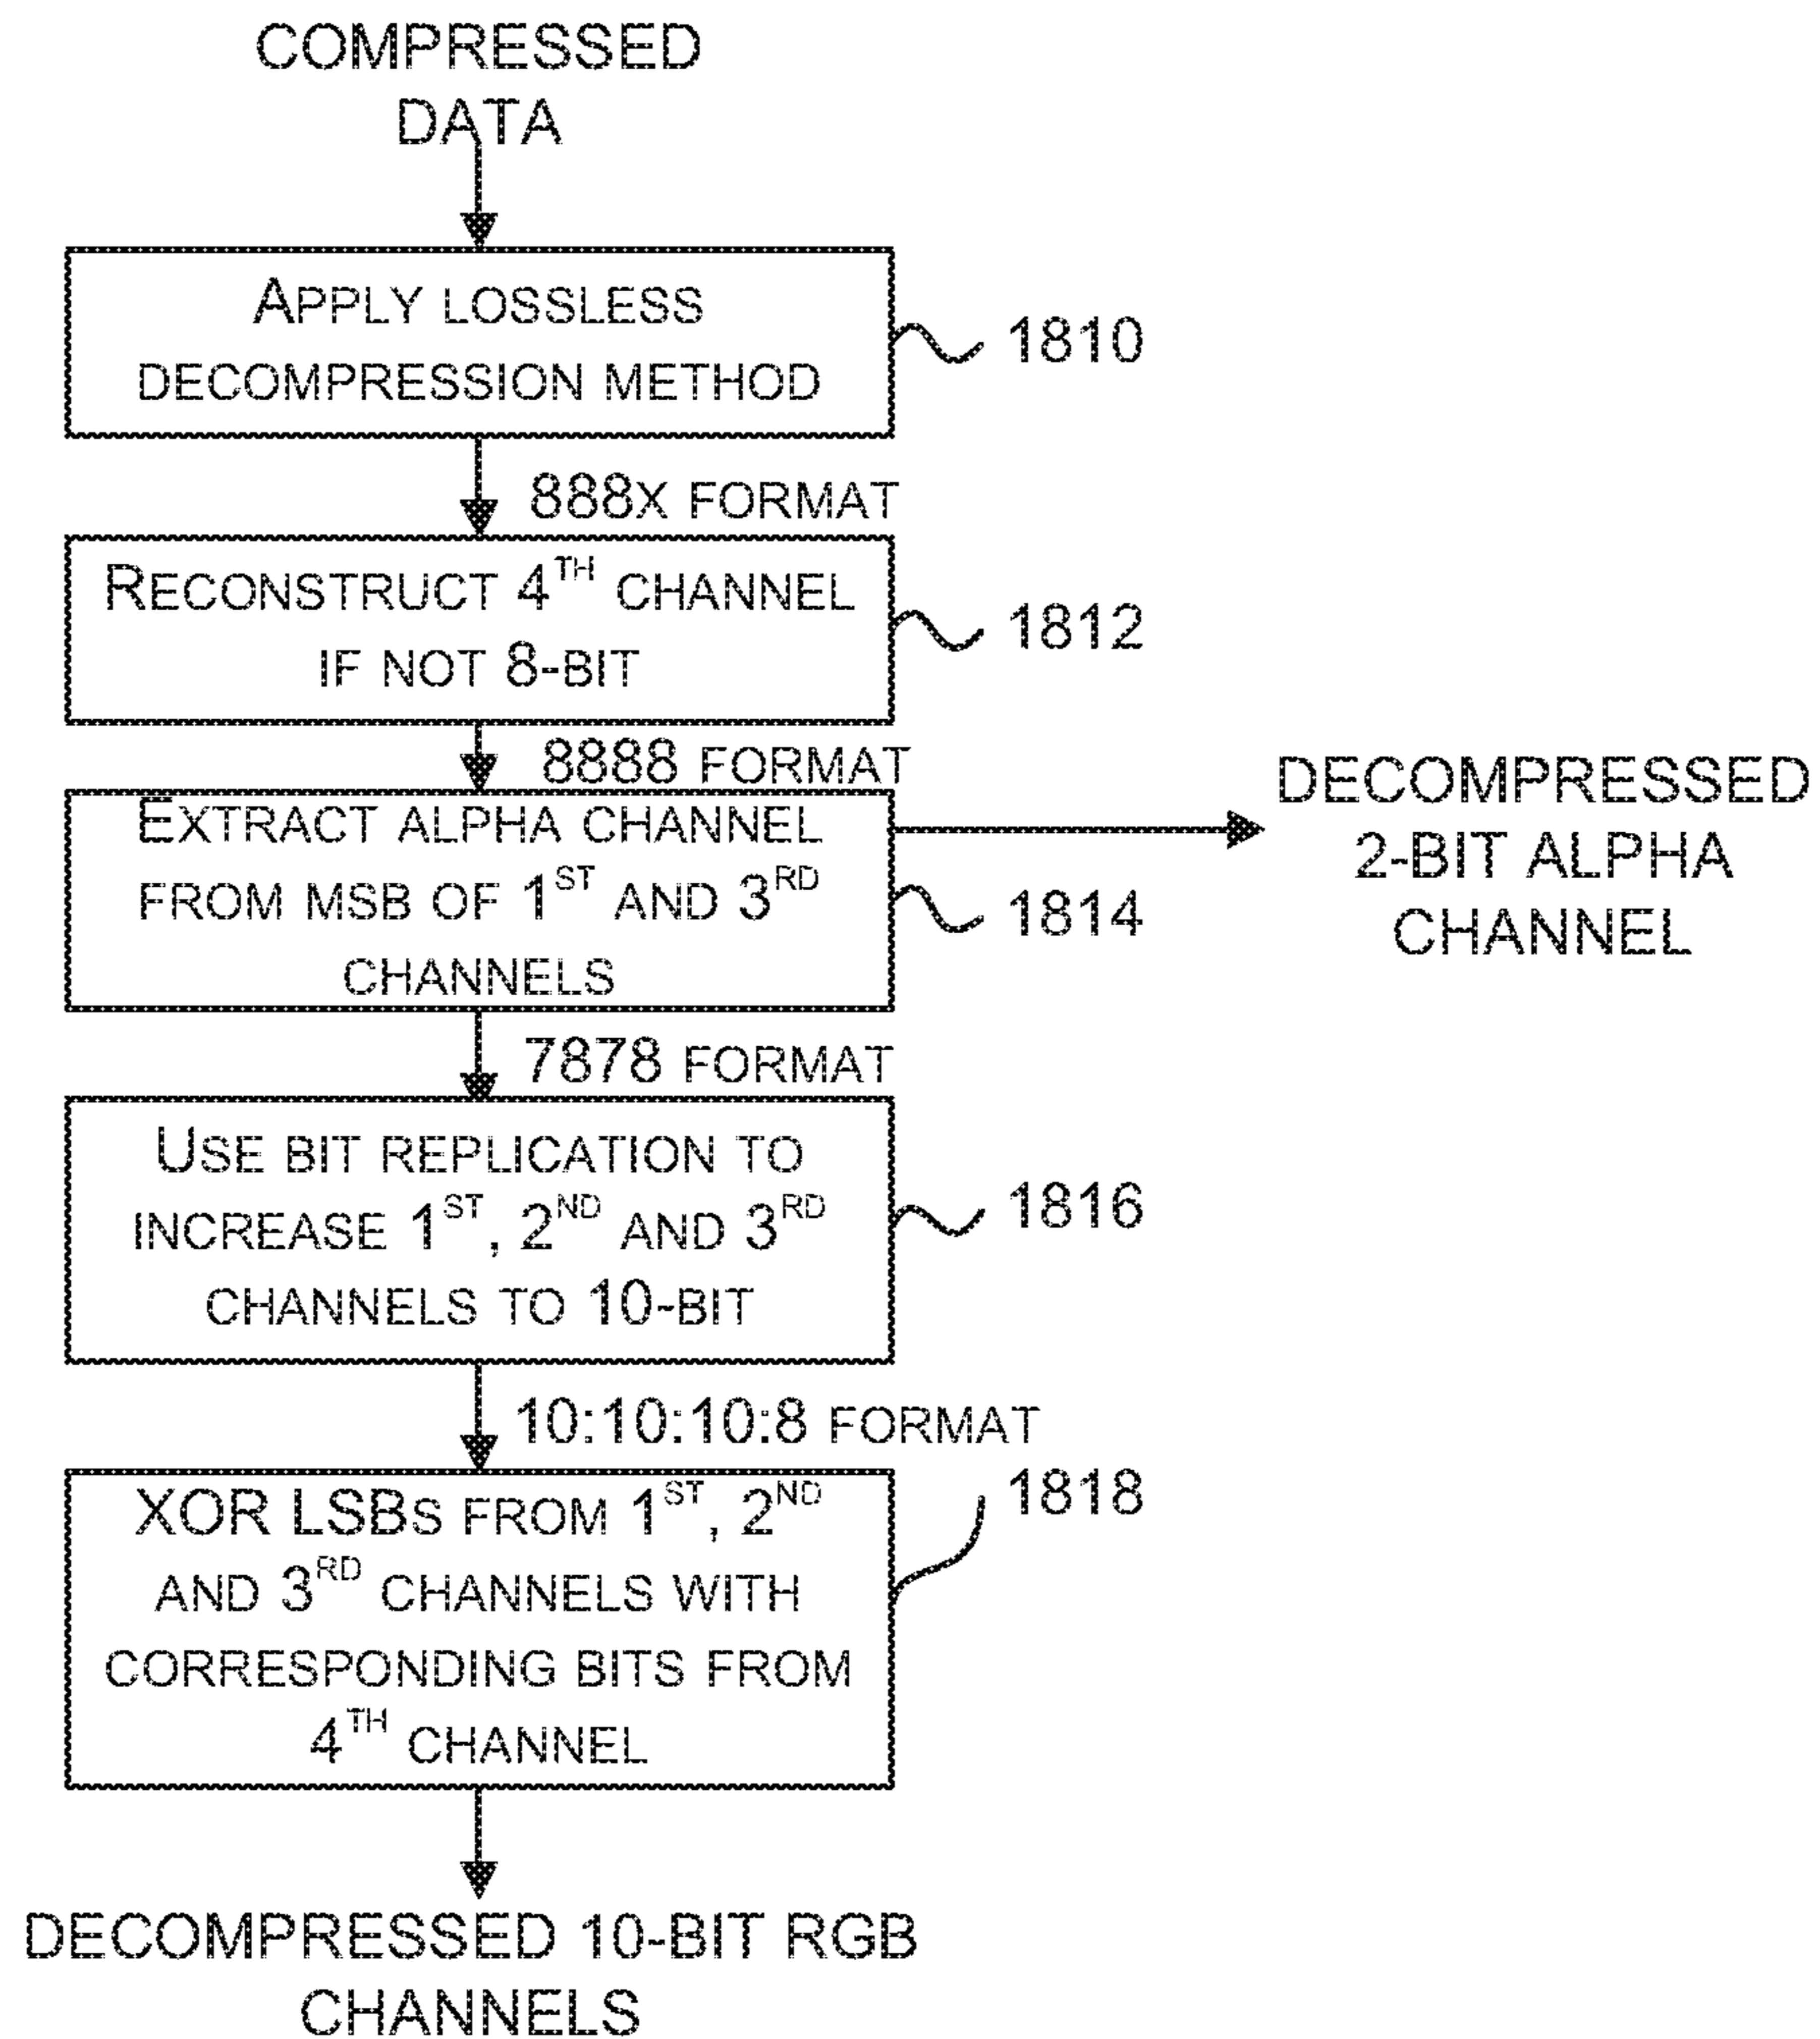 COMPRESSED
DATA
APPLY LOSSLESS
DECOMPRESSION METHOD
1810
888X FORMAT
RECONSTRUCT 4TH CHANNEL
IF NOT 8-BIT
1812
8888 FORMAT
EXTRACT ALPHA CHANNEL
FROM MSB OF 1ST AND 3RD
CHANNELS
1814
DECOMPRESSED
2-BIT ALPHA
CHANNEL
7878 FORMAT
USE BIT REPLICATION TO
INCREASE 1ST, 2ND AND 3RD
CHANNELS TO 10-BIT
1816
10:10:10:8 FORMAT
XOR LSBS FROM 1ST, 2ND
AND 3RD CHANNELS WITH
CORRESPONDING BITS FROM
4TH CHANNEL
1818
DECOMPRESSED 10-BIT RGB
CHANNELS